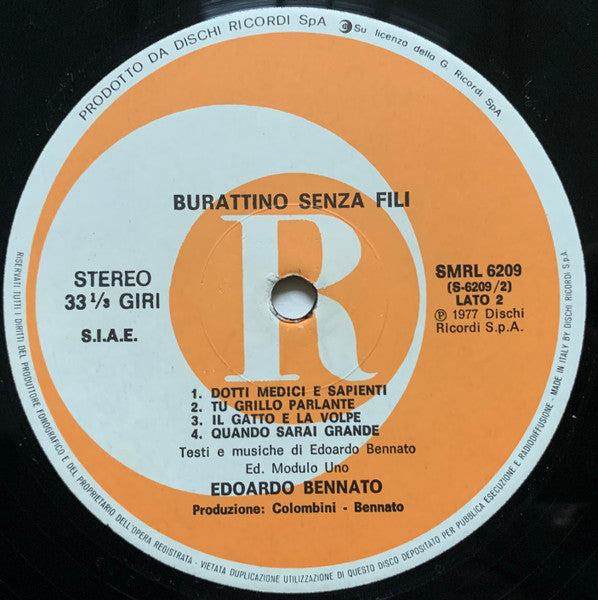 PRODOTTO DA DISCHI RICORDI SpA
Su licenza della G Ricordi SpA
BURATTINO SENZA FILI
R
STEREO
33 1/3 GIRI
S.I.A.E.
SMRL 6209
(S-6209/2)
LATO 2
Ⓟ 1977 Dischi
Ricordi S.p.A.
1. DOTTI MEDICI E SAPIENTI
2. TU GRILLO PARLANTE
3. IL GATTO E LA VOLPE
4. QUANDO SARAI GRANDE
Testi e musiche di Edoardo Bennato
Ed. Modulo Uno
EDOARDO BENNATO
Produzione: Colombini - Bennato
RISERVATI TUTTI I DIRITTI DEL PRODUTTORE FONOGRAFICO E DEL PROPRIETARIO DELL'OPERA REGISTRATA - VIETATA DUPLICAZIONE UTILIZZAZIONE DI QUESTO DISCO DEPOSITATO PER PUBBLICA ESECUZIONE E RADIODIFFUSIONE - MADE IN ITALY BY DISCHI RICORDI S.p.A.